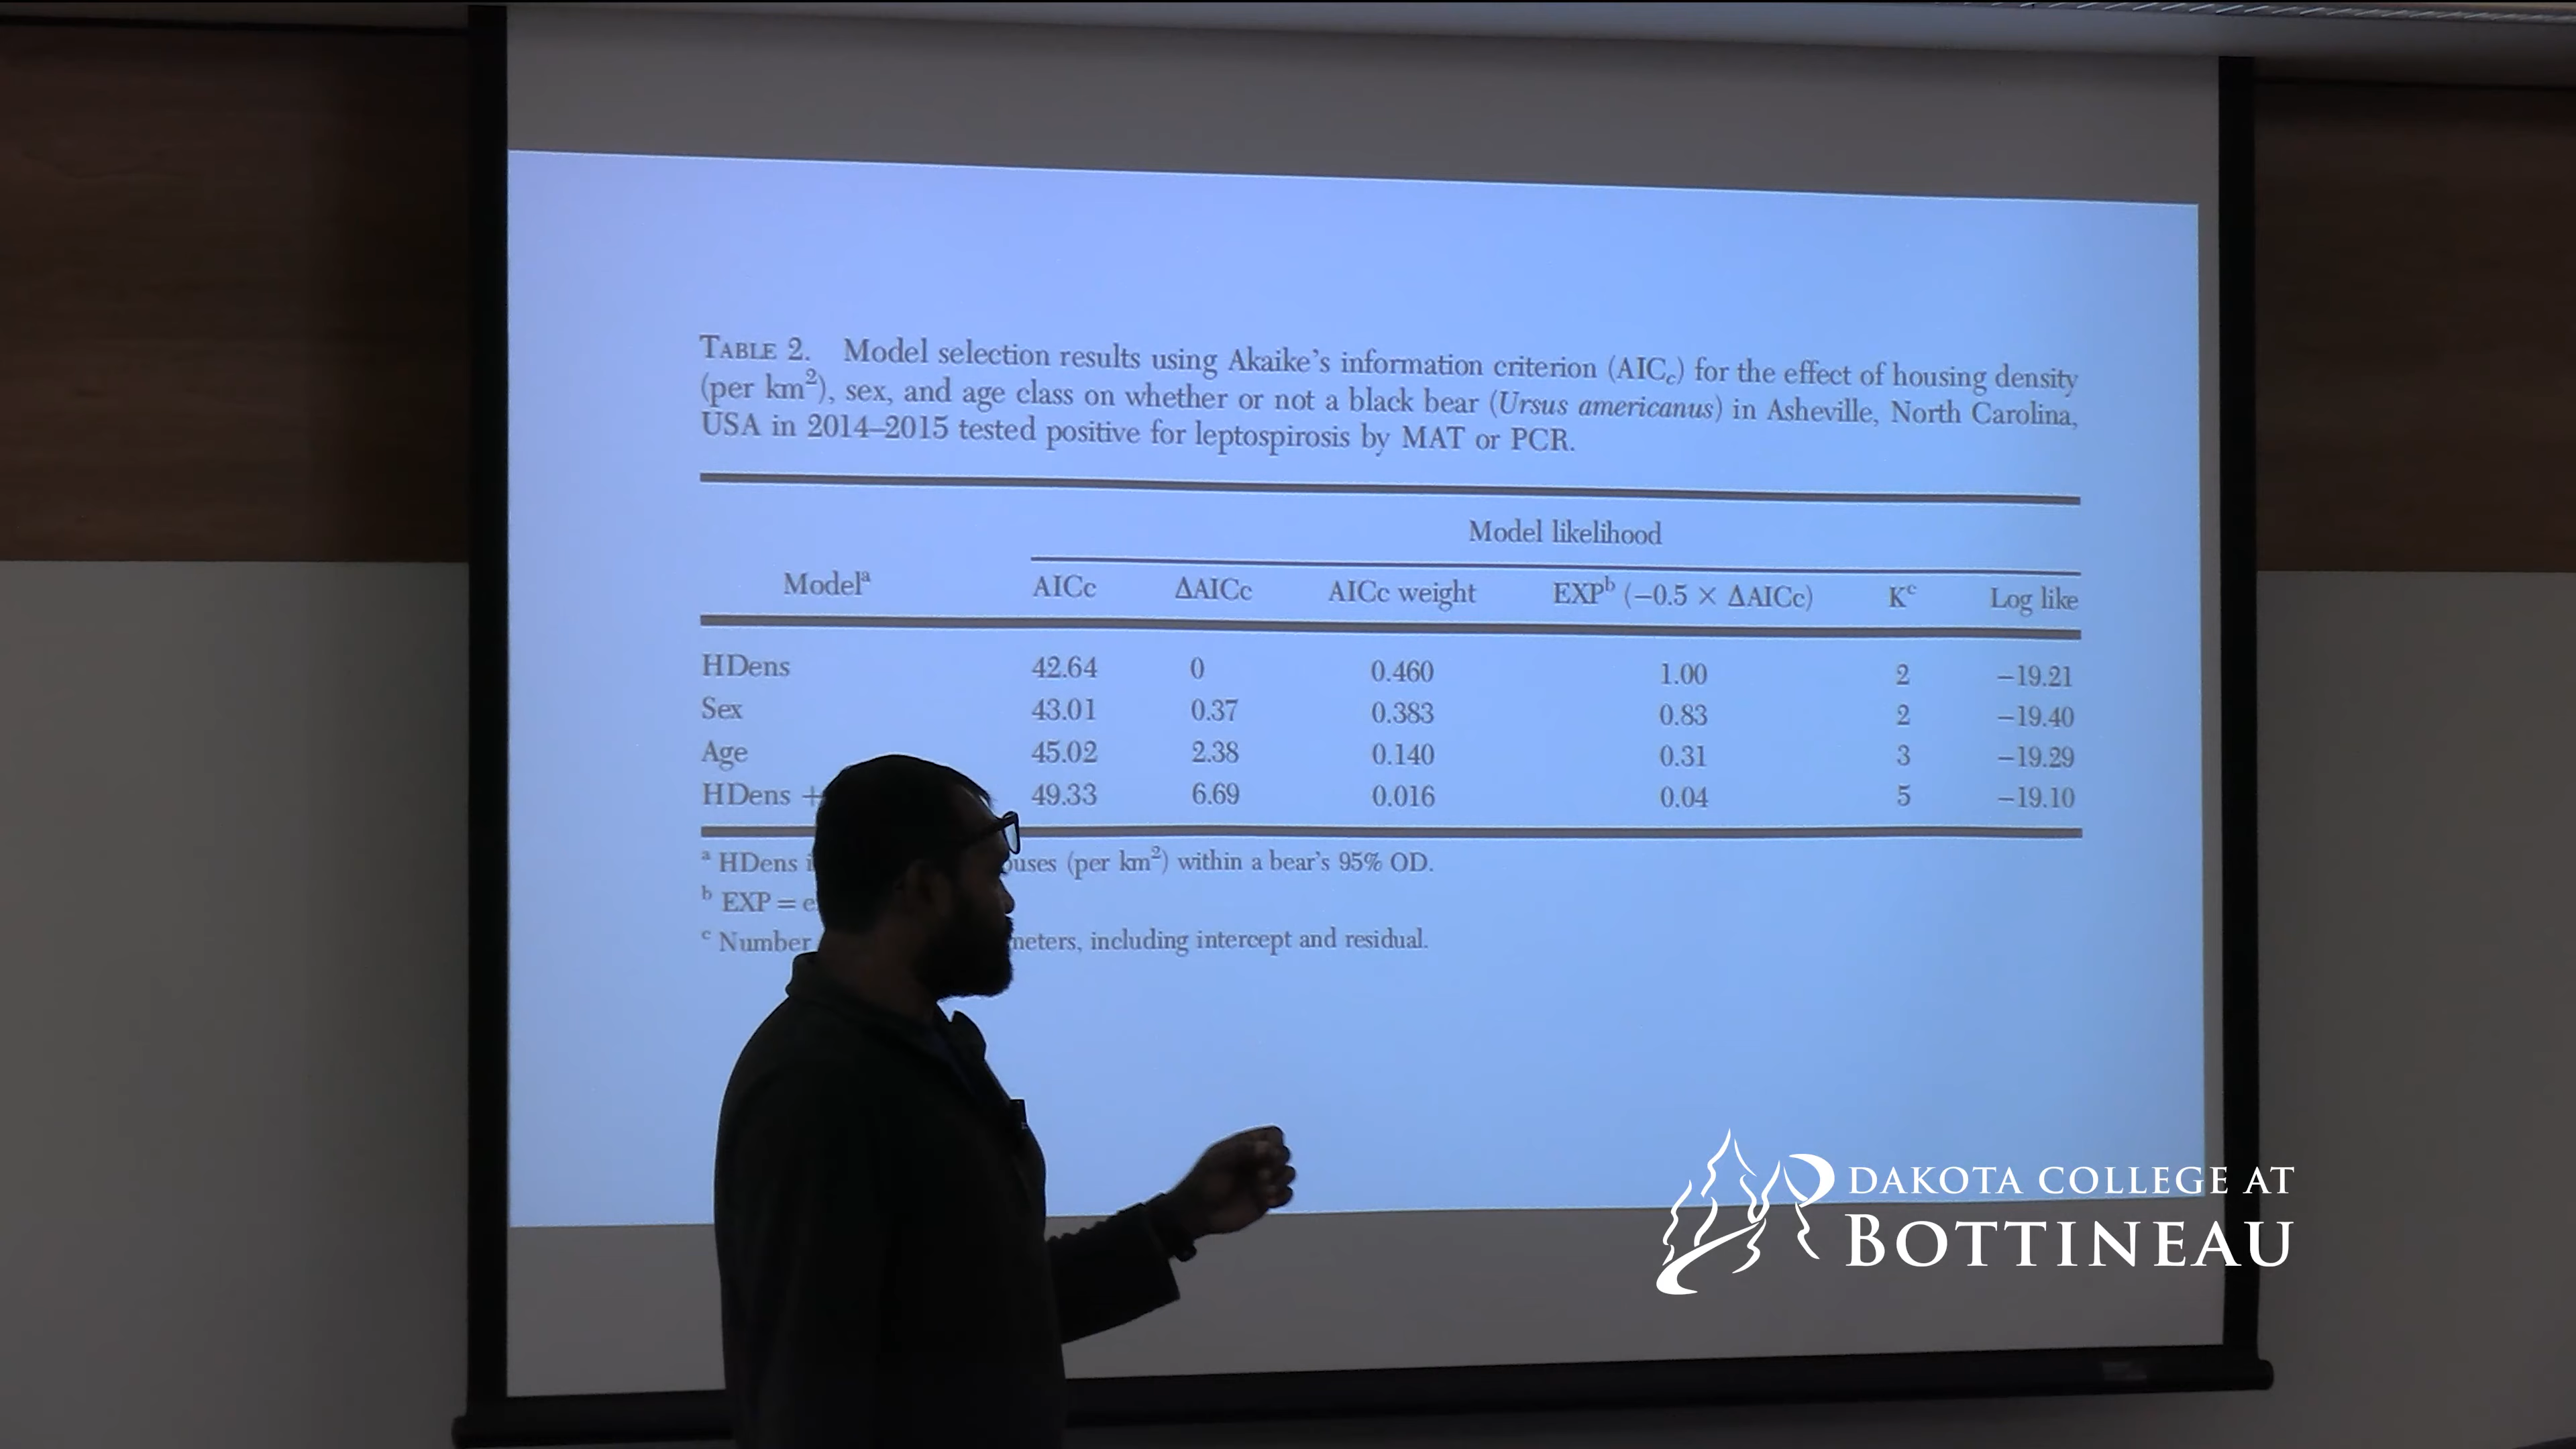 TABLE 2. Model selection results using Akaike's information criterion (AICc) for the effect of housing density
(per km²), sex, and age class on whether or not a black bear (Ursus americanus) in Asheville, North Carolina,
USA in 2014–2015 tested positive for leptospirosis by MAT or PCR.
Model likelihood
Modelᵃ AICc ΔAICc AICc weight EXPᵇ (−0.5 × ΔAICc) Kᶜ Log like
HDens 42.64 0 0.460 1.00 2 −19.21
Sex 43.01 0.37 0.383 0.83 2 −19.40
Age 45.02 2.38 0.140 0.31 3 −19.29
HDens + 49.33 6.69 0.016 0.04 5 −19.10
ᵃ HDens (per km²) within a bear's 95% OD.
ᵇ EXP =
ᶜ Number including intercept and residual.
DAKOTA COLLEGE AT
BOTTINEAU